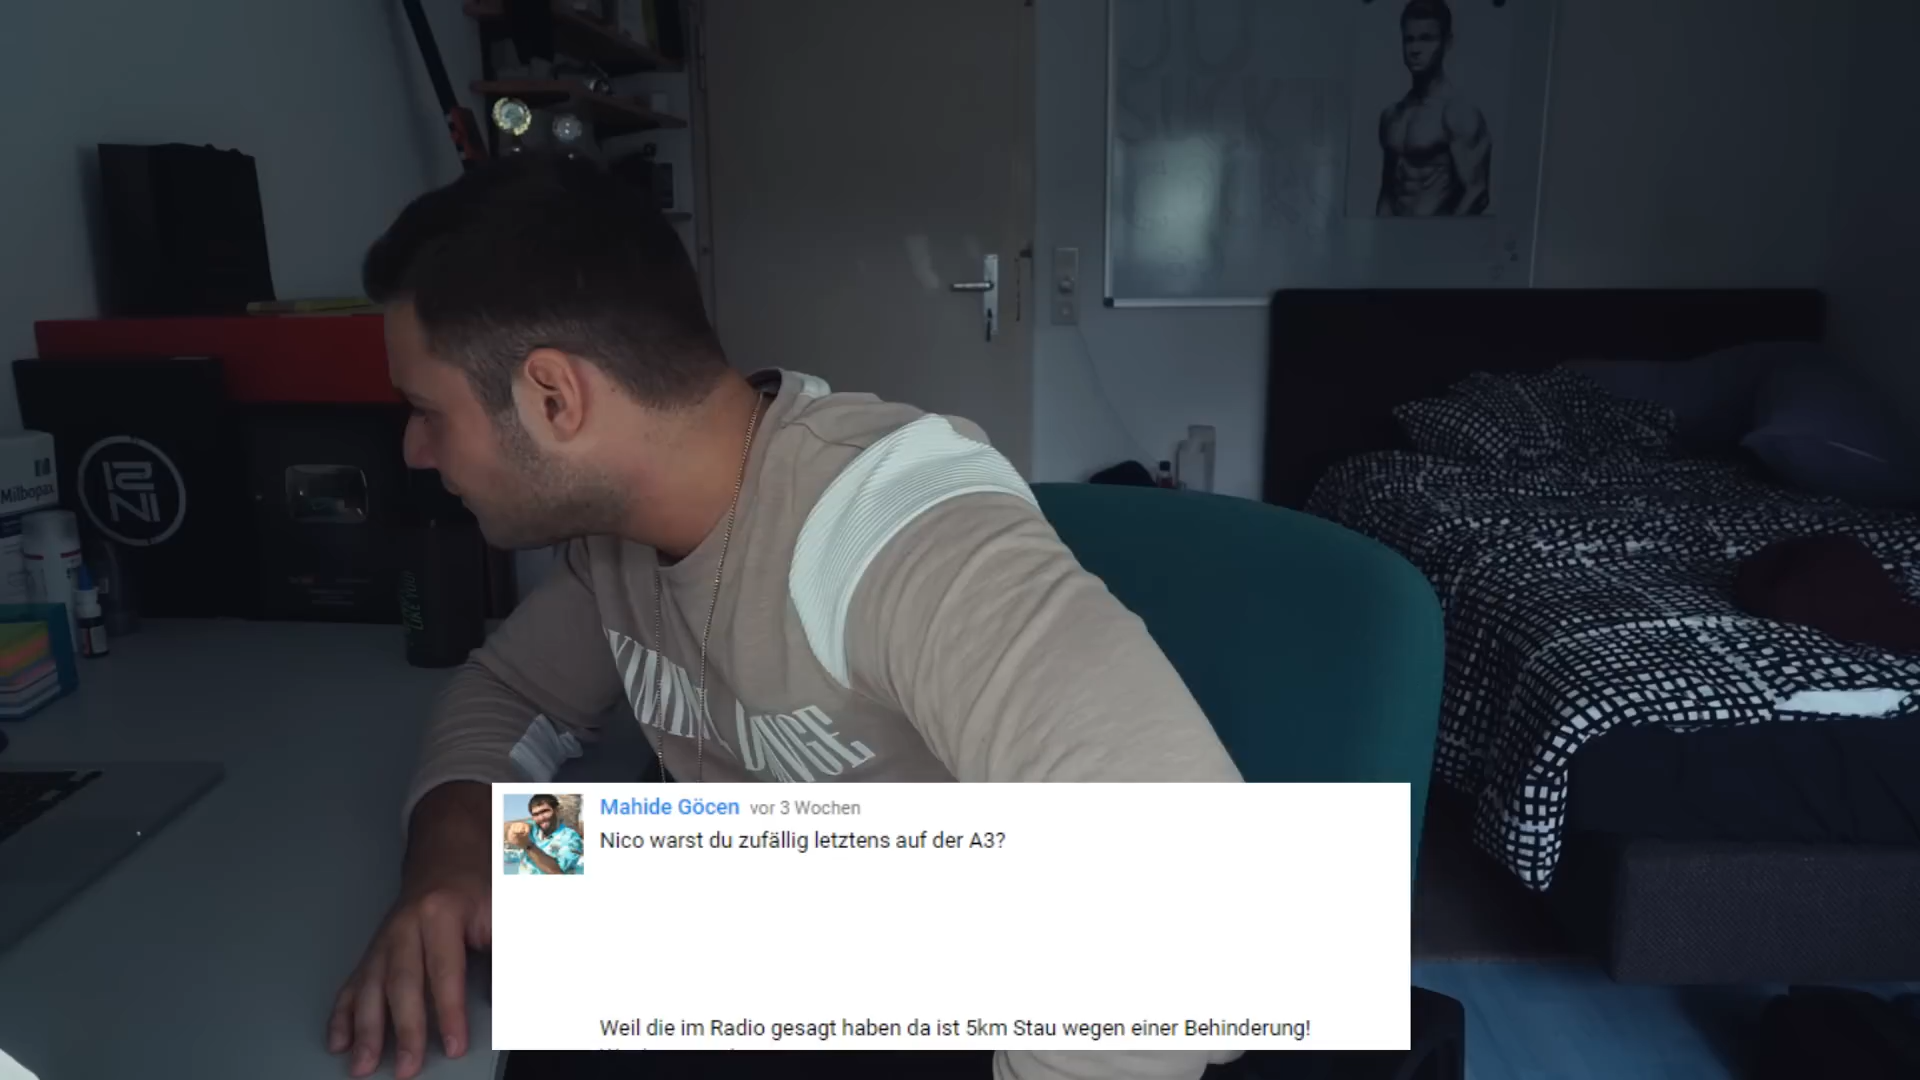 Milbopax
Mahide Göcen vor 3 Wochen
Nico warst du zufällig letztens auf der A3?
Weil die im Radio gesagt haben da ist 5km Stau wegen einer Behinderung!